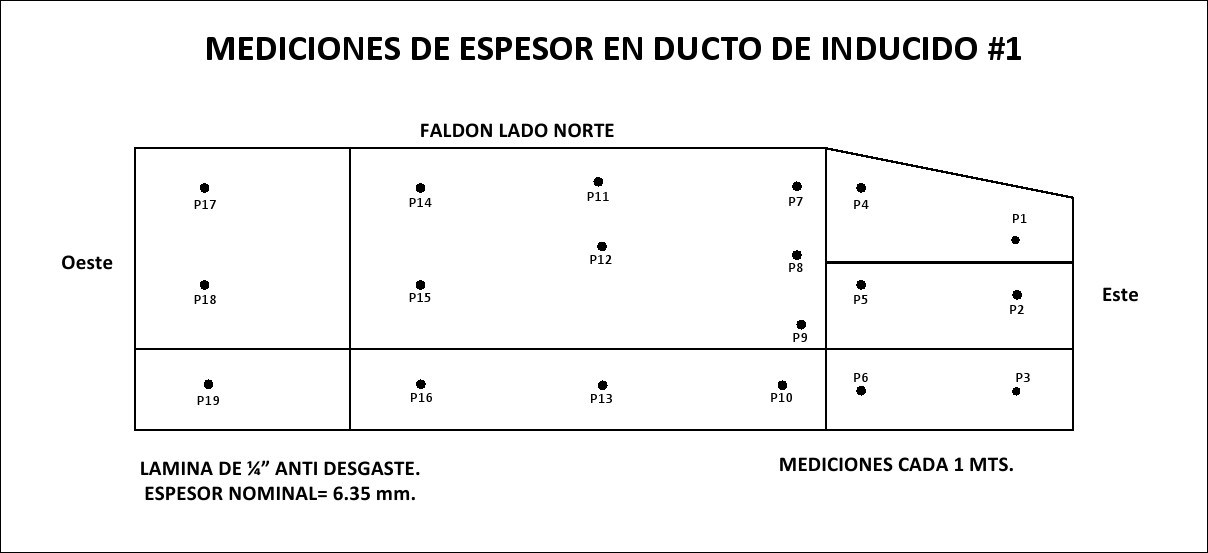 MEDICIONES DE ESPESOR EN DUCTO DE INDUCIDO #1
FALDON LADO NORTE
P17
P14
P11
P7
P4
P1
Oeste
P18
P15
P12
P8
P5
P2
Este
P9
P19
P16
P13
P10
P6
P3
LAMINA DE ¼” ANTI DESGASTE.
ESPESOR NOMINAL= 6.35 mm.
MEDICIONES CADA 1 MTS.